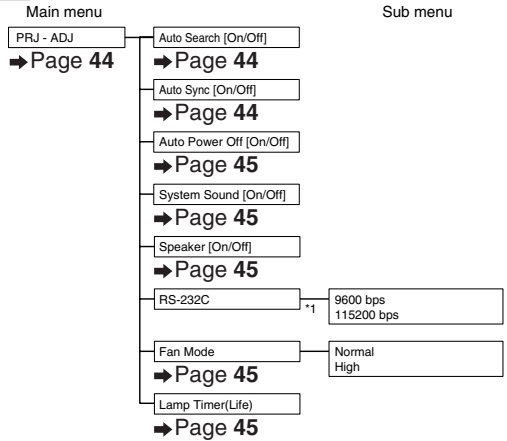 Main menu
Sub menu
PRJ - ADJ
➡Page 44
Auto Search [On/Off]
➡Page 44
Auto Sync [On/Off]
➡Page 44
Auto Power Off [On/Off]
➡Page 45
System Sound [On/Off]
➡Page 45
Speaker [On/Off]
➡Page 45
RS-232C
*1
9600 bps
115200 bps
Fan Mode
➡Page 45
Normal
High
Lamp Timer(Life)
➡Page 45